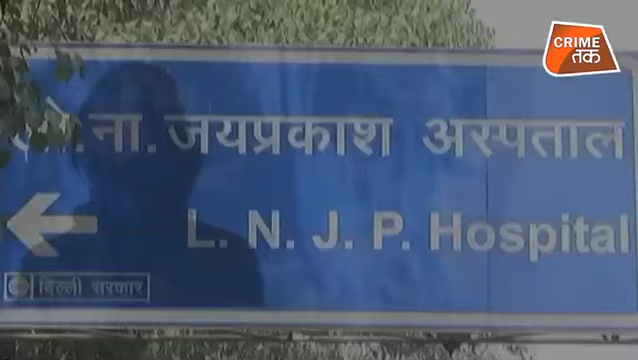 CRIME
तक
लो.ना.जयप्रकाश अस्पताल
L. N. J. P. Hospital
दिल्ली सरकार